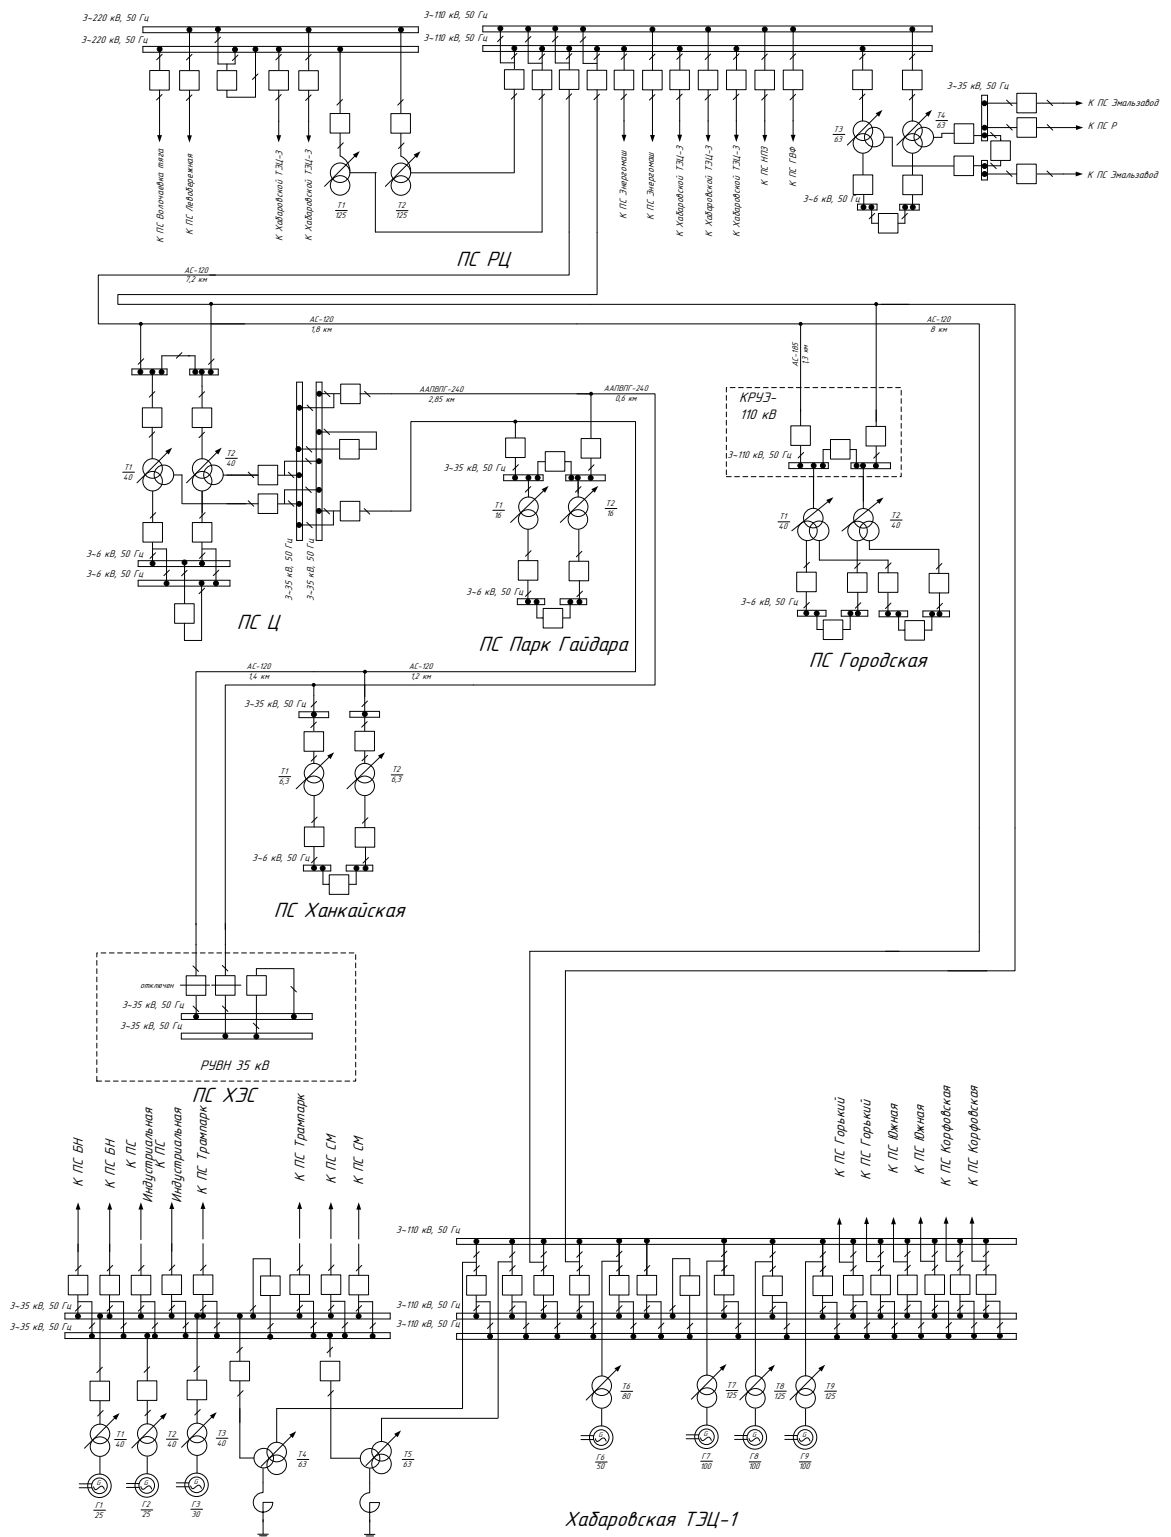 3~220 кВ, 50 Гц
3~220 кВ, 50 Гц
3~110 кВ, 50 Гц
3~110 кВ, 50 Гц
К ПС Волочаевка тяга
К ПС Левобережная
К Хабаровской ТЭЦ-3
К Хабаровской ТЭЦ-3
Т1
125
Т2
125
К ПС Энергомаш
К ПС Энергомаш
К Хабаровской ТЭЦ-3
К Хабаровской ТЭЦ-3
К Хабаровской ТЭЦ-3
К ПС НПЗ
К ПС ГВФ
Т3
63
Т4
63
3~35 кВ, 50 Гц
К ПС Эмальзавод
К ПС Р
К ПС Эмальзавод
3~6 кВ, 50 Гц
ПС РЦ
АС-120
7,2 км
АС-120
1,8 км
АС-120
8 км
АС-185
1,3 км
Т1
40
Т2
40
3~35 кВ, 50 Гц
3~35 кВ, 50 Гц
3~6 кВ, 50 Гц
3~6 кВ, 50 Гц
ПС Ц
ААПВПГ-240
2,85 км
ААПВПГ-240
0,6 км
3~35 кВ, 50 Гц
Т1
16
Т2
16
3~6 кВ, 50 Гц
ПС Парк Гайдара
КРУЭ-
110 кВ
3~110 кВ, 50 Гц
Т1
40
Т2
40
3~6 кВ, 50 Гц
ПС Городская
АС-120
1,4 км
АС-120
1,2 км
3~35 кВ, 50 Гц
Т1
6,3
Т2
6,3
3~6 кВ, 50 Гц
ПС Ханкайская
отключен
3~35 кВ, 50 Гц
3~35 кВ, 50 Гц
РУВН 35 кВ
ПС ХЭС
К ПС БН
К ПС БН
К ПС
Индустриальная
К ПС
Индустриальная
К ПС Трампарк
К ПС Трампарк
К ПС СМ
К ПС СМ
К ПС Горький
К ПС Горький
К ПС Южная
К ПС Южная
К ПС Корфовская
К ПС Корфовская
3~110 кВ, 50 Гц
3~35 кВ, 50 Гц
3~35 кВ, 50 Гц
3~110 кВ, 50 Гц
3~110 кВ, 50 Гц
Т1
40
Т2
40
Т3
40
Т4
63
Т5
63
Т6
80
Т7
125
Т8
125
Т9
125
G
G
G
G
G
G
G
Г1
25
Г2
25
Г3
30
Г6
50
Г7
100
Г8
100
Г9
100
Хабаровская ТЭЦ-1